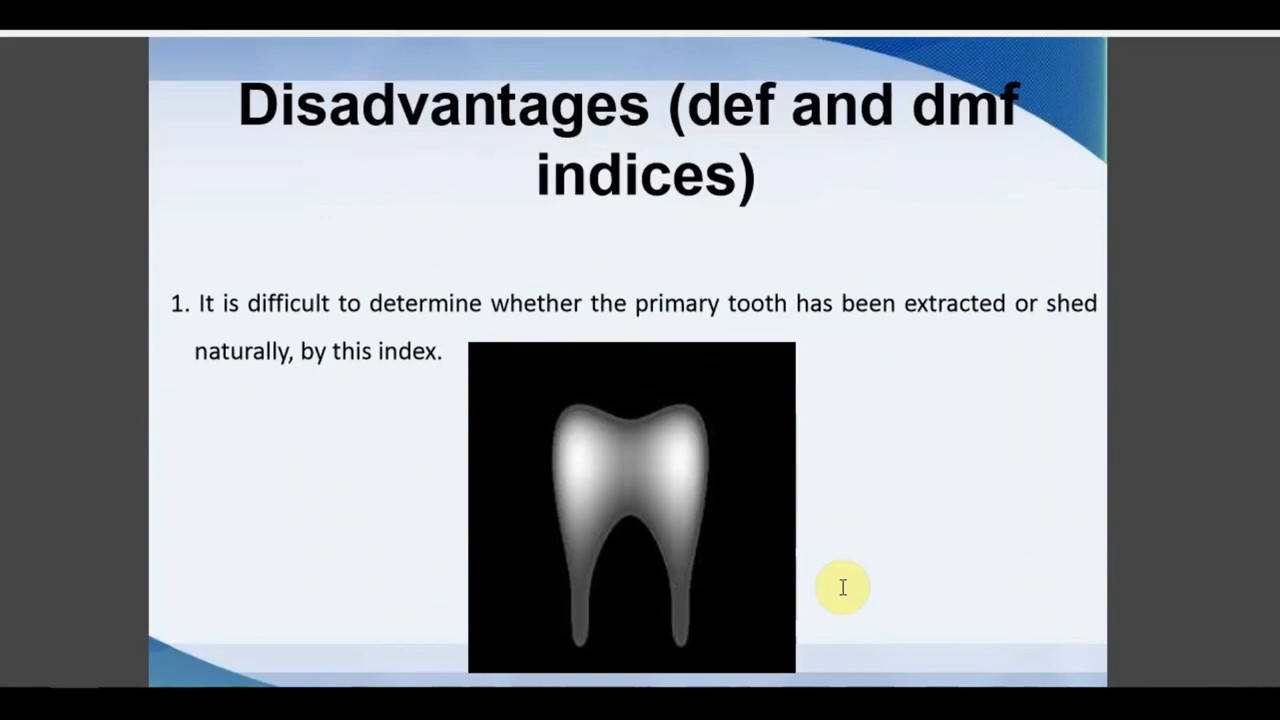 Disadvantages (def and dmf
indices)
1. It is difficult to determine whether the primary tooth has been extracted or shed
naturally, by this index.